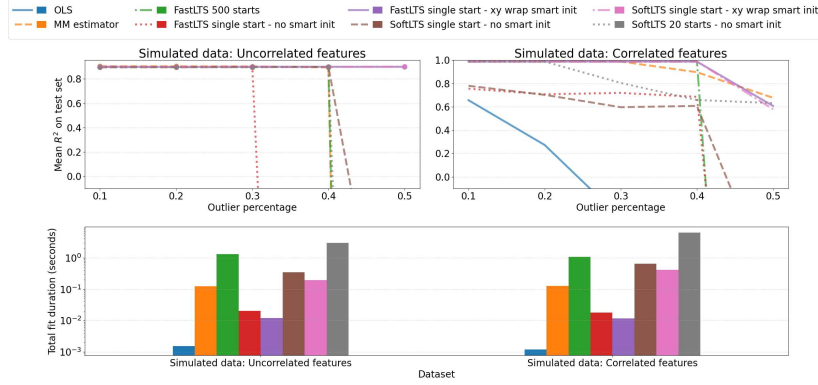 OLS
MM estimator
FastLTS 500 starts
FastLTS single start - no smart init
FastLTS single start - xy wrap smart init
SoftLTS single start - no smart init
SoftLTS single start - xy wrap smart init
SoftLTS 20 starts - no smart init
Simulated data: Uncorrelated features
Mean R² on test set
0.8
0.6
0.4
0.2
0.0
0.1 0.2 0.3 0.4 0.5
Outlier percentage
Simulated data: Correlated features
1.0
0.8
0.6
0.4
0.2
0.0
0.1 0.2 0.3 0.4 0.5
Outlier percentage
Total fit duration (seconds)
10⁰
10⁻¹
10⁻²
10⁻³
Simulated data: Uncorrelated features
Simulated data: Correlated features
Dataset